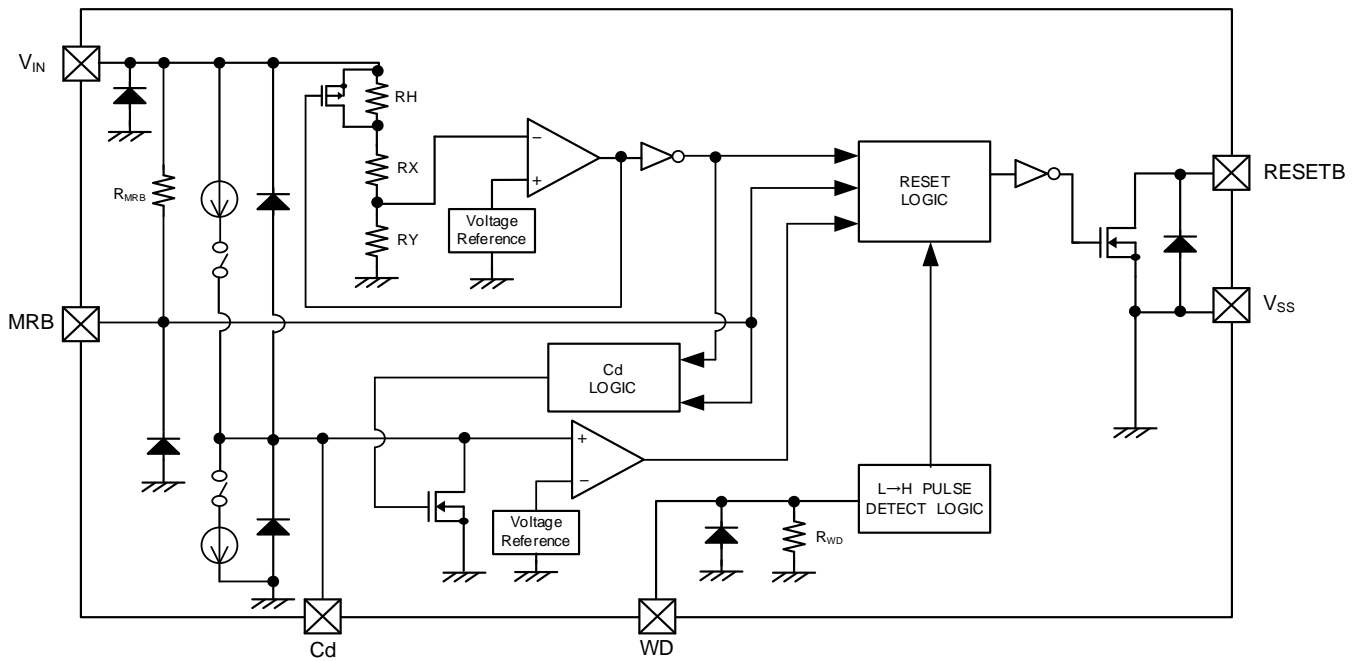 VIN
RH
RX
RMRB
RY
−
+
Voltage
Reference
RESET
LOGIC
RESETB
VSS
MRB
Cd
LOGIC
+
−
Voltage
Reference
L→H PULSE
DETECT LOGIC
RWD
Cd
WD